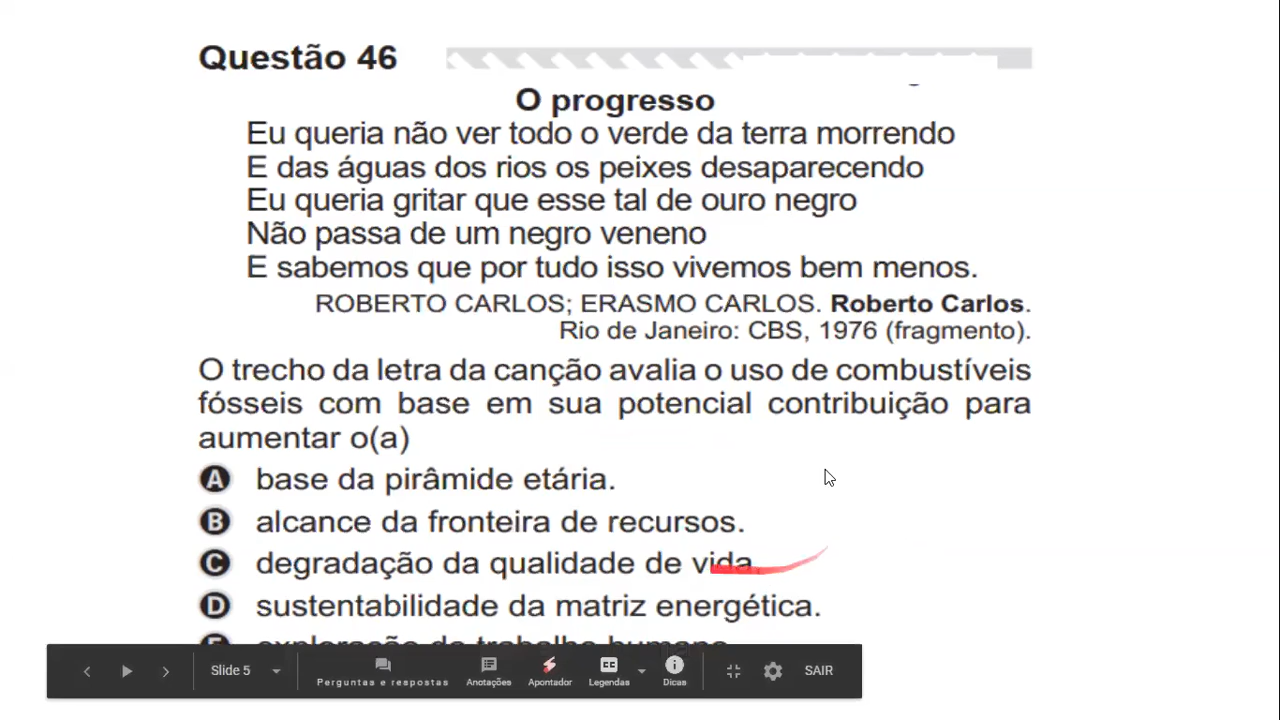 Questão 46
O progresso
Eu queria não ver todo o verde da terra morrendo
E das águas dos rios os peixes desaparecendo
Eu queria gritar que esse tal de ouro negro
Não passa de um negro veneno
E sabemos que por tudo isso vivemos bem menos.
ROBERTO CARLOS; ERASMO CARLOS. Roberto Carlos.
Rio de Janeiro: CBS, 1976 (fragmento).
O trecho da letra da canção avalia o uso de combustíveis
fósseis com base em sua potencial contribuição para
aumentar o(a)
A base da pirâmide etária.
B alcance da fronteira de recursos.
C degradação da qualidade de vida.
D sustentabilidade da matriz energética.
E exploração do trabalho humano.
Slide 5
Perguntas e respostas
Anotações
Apontador
CC
Legendas
Dicas
SAIR